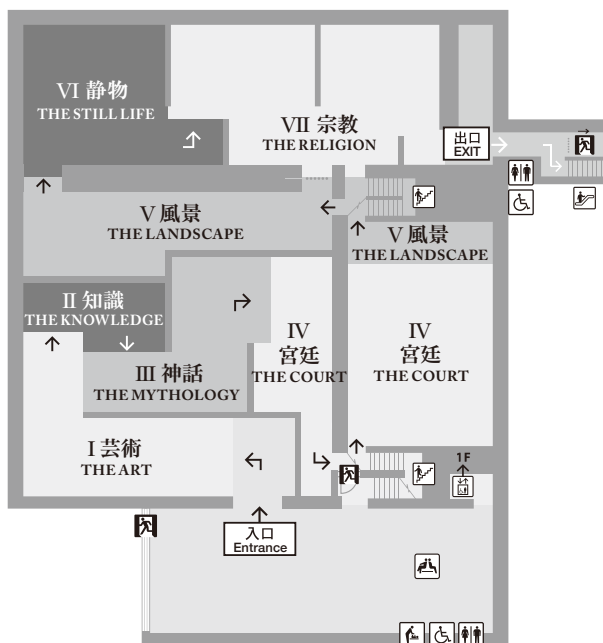 VI 静物
THE STILL LIFE
VII 宗教
THE RELIGION
出口
EXIT
V 風景
THE LANDSCAPE
V 風景
THE LANDSCAPE
II 知識
THE KNOWLEDGE
IV
宮廷
THE COURT
IV
宮廷
THE COURT
III 神話
THE MYTHOLOGY
I 芸術
THE ART
1F
入口
Entrance